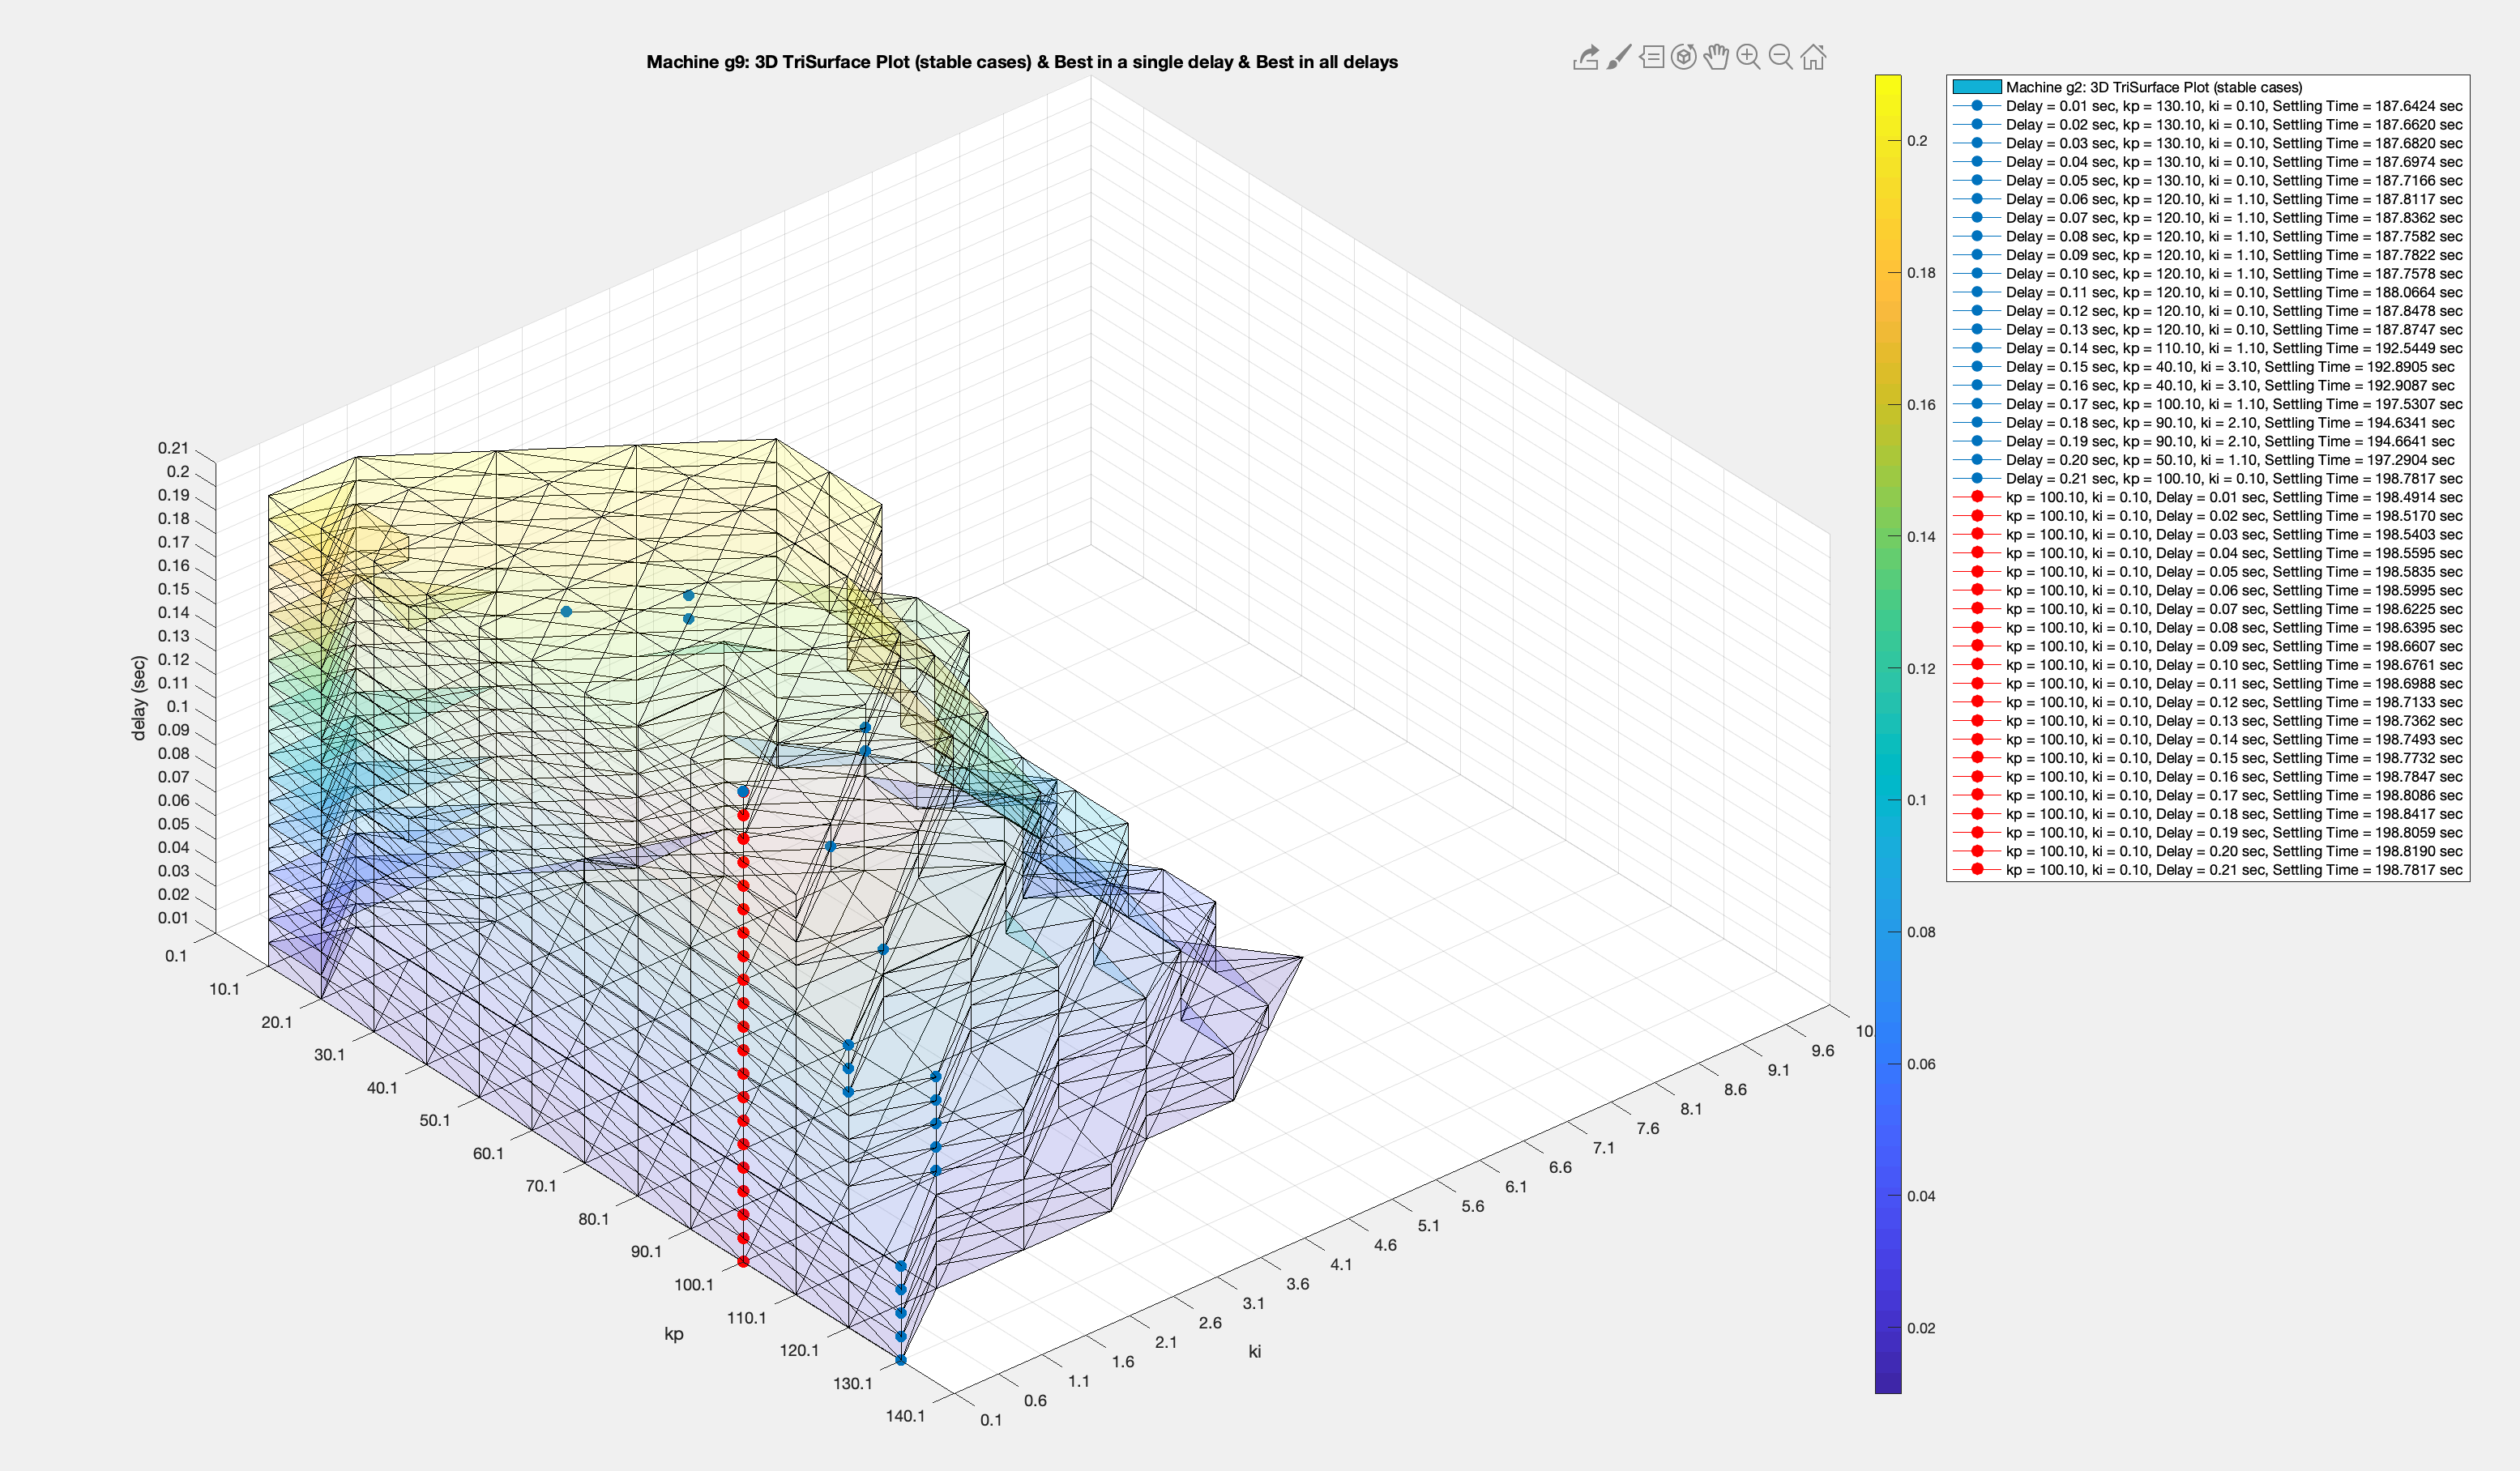 Machine g9: 3D TriSurface Plot (stable cases) & Best in a single delay & Best in all delays
Machine g2: 3D TriSurface Plot (stable cases)
Delay = 0.01 sec, kp = 130.10, ki = 0.10, Settling Time = 187.6424 sec
Delay = 0.02 sec, kp = 130.10, ki = 0.10, Settling Time = 187.6620 sec
Delay = 0.03 sec, kp = 130.10, ki = 0.10, Settling Time = 187.6820 sec
Delay = 0.04 sec, kp = 130.10, ki = 0.10, Settling Time = 187.6974 sec
Delay = 0.05 sec, kp = 130.10, ki = 0.10, Settling Time = 187.7166 sec
Delay = 0.06 sec, kp = 120.10, ki = 1.10, Settling Time = 187.8117 sec
Delay = 0.07 sec, kp = 120.10, ki = 1.10, Settling Time = 187.8362 sec
Delay = 0.08 sec, kp = 120.10, ki = 1.10, Settling Time = 187.7582 sec
Delay = 0.09 sec, kp = 120.10, ki = 1.10, Settling Time = 187.7822 sec
Delay = 0.10 sec, kp = 120.10, ki = 1.10, Settling Time = 187.7578 sec
Delay = 0.11 sec, kp = 120.10, ki = 0.10, Settling Time = 188.0664 sec
Delay = 0.12 sec, kp = 120.10, ki = 0.10, Settling Time = 187.8478 sec
Delay = 0.13 sec, kp = 120.10, ki = 0.10, Settling Time = 187.8747 sec
Delay = 0.14 sec, kp = 110.10, ki = 1.10, Settling Time = 192.5449 sec
Delay = 0.15 sec, kp = 40.10, ki = 3.10, Settling Time = 192.8905 sec
Delay = 0.16 sec, kp = 40.10, ki = 3.10, Settling Time = 192.9087 sec
Delay = 0.17 sec, kp = 100.10, ki = 1.10, Settling Time = 197.5307 sec
Delay = 0.18 sec, kp = 90.10, ki = 2.10, Settling Time = 194.6341 sec
Delay = 0.19 sec, kp = 90.10, ki = 2.10, Settling Time = 194.6641 sec
Delay = 0.20 sec, kp = 50.10, ki = 1.10, Settling Time = 197.2904 sec
Delay = 0.21 sec, kp = 100.10, ki = 0.10, Settling Time = 198.7817 sec
kp = 100.10, ki = 0.10, Delay = 0.01 sec, Settling Time = 198.4914 sec
kp = 100.10, ki = 0.10, Delay = 0.02 sec, Settling Time = 198.5170 sec
kp = 100.10, ki = 0.10, Delay = 0.03 sec, Settling Time = 198.5403 sec
kp = 100.10, ki = 0.10, Delay = 0.04 sec, Settling Time = 198.5595 sec
kp = 100.10, ki = 0.10, Delay = 0.05 sec, Settling Time = 198.5835 sec
kp = 100.10, ki = 0.10, Delay = 0.06 sec, Settling Time = 198.5995 sec
kp = 100.10, ki = 0.10, Delay = 0.07 sec, Settling Time = 198.6225 sec
kp = 100.10, ki = 0.10, Delay = 0.08 sec, Settling Time = 198.6395 sec
kp = 100.10, ki = 0.10, Delay = 0.09 sec, Settling Time = 198.6607 sec
kp = 100.10, ki = 0.10, Delay = 0.10 sec, Settling Time = 198.6761 sec
kp = 100.10, ki = 0.10, Delay = 0.11 sec, Settling Time = 198.6988 sec
kp = 100.10, ki = 0.10, Delay = 0.12 sec, Settling Time = 198.7133 sec
kp = 100.10, ki = 0.10, Delay = 0.13 sec, Settling Time = 198.7362 sec
kp = 100.10, ki = 0.10, Delay = 0.14 sec, Settling Time = 198.7493 sec
kp = 100.10, ki = 0.10, Delay = 0.15 sec, Settling Time = 198.7732 sec
kp = 100.10, ki = 0.10, Delay = 0.16 sec, Settling Time = 198.7847 sec
kp = 100.10, ki = 0.10, Delay = 0.17 sec, Settling Time = 198.8086 sec
kp = 100.10, ki = 0.10, Delay = 0.18 sec, Settling Time = 198.8417 sec
kp = 100.10, ki = 0.10, Delay = 0.19 sec, Settling Time = 198.8059 sec
kp = 100.10, ki = 0.10, Delay = 0.20 sec, Settling Time = 198.8190 sec
kp = 100.10, ki = 0.10, Delay = 0.21 sec, Settling Time = 198.7817 sec
0.2
0.18
0.16
0.14
0.12
0.1
0.08
0.06
0.04
0.02
delay (sec)
0.21
0.2
0.19
0.18
0.17
0.16
0.15
0.14
0.13
0.12
0.11
0.1
0.09
0.08
0.07
0.06
0.05
0.04
0.03
0.02
0.01
0.1
10.1
20.1
30.1
40.1
50.1
60.1
70.1
80.1
90.1
100.1
110.1
120.1
130.1
140.1
kp
0.1
0.6
1.1
1.6
2.1
2.6
3.1
3.6
4.1
4.6
5.1
5.6
6.1
6.6
7.1
7.6
8.1
8.6
9.1
9.6
10.
ki